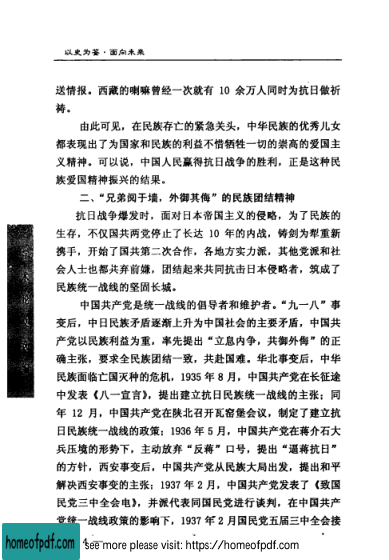 以史为鉴·面向未来
送情报。西藏的喇嘛曾经一次就有 10 余万人同时为抗日做祈
祷。
由此可见，在民族存亡的紧急关头，中华民族的优秀儿女
都表现出了为国家和民族的利益不惜牺牲一切的崇高的爱国主
义精神。可以说，中国人民赢得抗日战争的胜利，正是这种民
族爱国精神振兴的结果。
二、“兄弟阋于墙，外御其侮”的民族团结精神
抗日战争爆发时，面对日本帝国主义的侵略，为了民族的
生存，不仅国共两党停止了长达 10 年的内战，铸剑为犁重新
携手，开始了国共第二次合作，各地方实力派，其他党派和社
会人士也都共弃前嫌，团结起来共同抗击日本侵略者，筑成了
民族统一战线的坚固长城。
中国共产党是统一战线的倡导者和维护者。“九一八”事
变后，中日民族矛盾逐渐上升为中国社会的主要矛盾，中国共
产党以民族利益为重，率先提出“立息内争，共御外侮”的正
确主张，要求全民族团结一致，共赴国难。华北事变后，中华
民族面临亡国灭种的危机，1935 年 8 月，中国共产党在长征途
中发表《八一宣言》，提出建立抗日民族统一战线的主张；同
年 12 月，中国共产党在陕北召开瓦窑堡会议，制定了建立抗
日民族统一战线的政策；1936 年 5 月，中国共产党在蒋介石大
兵压境的形势下，主动放弃“反蒋”口号，提出“逼蒋抗日”
的方针，西安事变后，中国共产党从民族大局出发，提出和平
解决西安事变的主张；1937 年 2 月，中国共产党发表了《致国
民党三中全会电》，并派代表同国民党进行谈判，在中国共产
党统一战线政策的影响下，1937 年 2 月国民党五届三中全会接
homeofpdf.com
see more please visit: https://homeofpdf.com